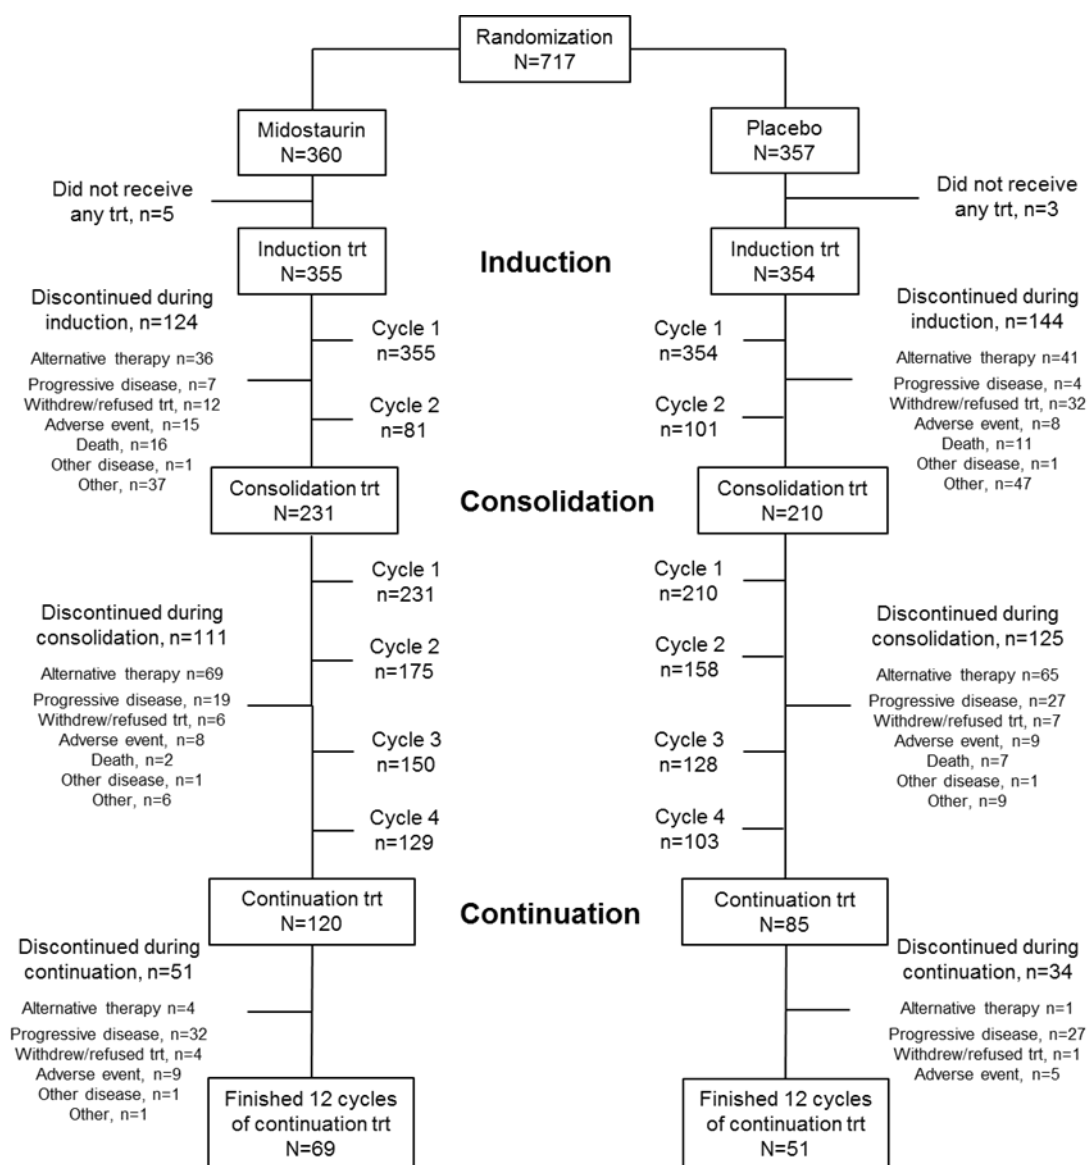 Randomization
N=717
Midostaurin
N=360
Placebo
N=357
Did not receive
any trt, n=5
Did not receive
any trt, n=3
Induction trt
N=355
Induction
Induction trt
N=354
Discontinued during
induction, n=124
Alternative therapy n=36
Progressive disease, n=7
Withdrew/refused trt, n=12
Adverse event, n=15
Death, n=16
Other disease, n=1
Other, n=37
Cycle 1
n=355
Cycle 2
n=81
Cycle 1
n=354
Cycle 2
n=101
Discontinued during
induction, n=144
Alternative therapy n=41
Progressive disease, n=4
Withdrew/refused trt, n=32
Adverse event, n=8
Death, n=11
Other disease, n=1
Other, n=47
Consolidation trt
N=231
Consolidation
Consolidation trt
N=210
Discontinued during
consolidation, n=111
Alternative therapy n=69
Progressive disease, n=19
Withdrew/refused trt, n=6
Adverse event, n=8
Death, n=2
Other disease, n=1
Other, n=6
Cycle 1
n=231
Cycle 2
n=175
Cycle 3
n=150
Cycle 4
n=129
Cycle 1
n=210
Cycle 2
n=158
Cycle 3
n=128
Cycle 4
n=103
Discontinued during
consolidation, n=125
Alternative therapy n=65
Progressive disease, n=27
Withdrew/refused trt, n=7
Adverse event, n=9
Death, n=7
Other disease, n=1
Other, n=9
Continuation trt
N=120
Continuation
Continuation trt
N=85
Discontinued during
continuation, n=51
Alternative therapy n=4
Progressive disease, n=32
Withdrew/refused trt, n=4
Adverse event, n=9
Other disease, n=1
Other, n=1
Discontinued during
continuation, n=34
Alternative therapy n=1
Progressive disease, n=27
Withdrew/refused trt, n=1
Adverse event, n=5
Finished 12 cycles
of continuation trt
N=69
Finished 12 cycles
of continuation trt
N=51